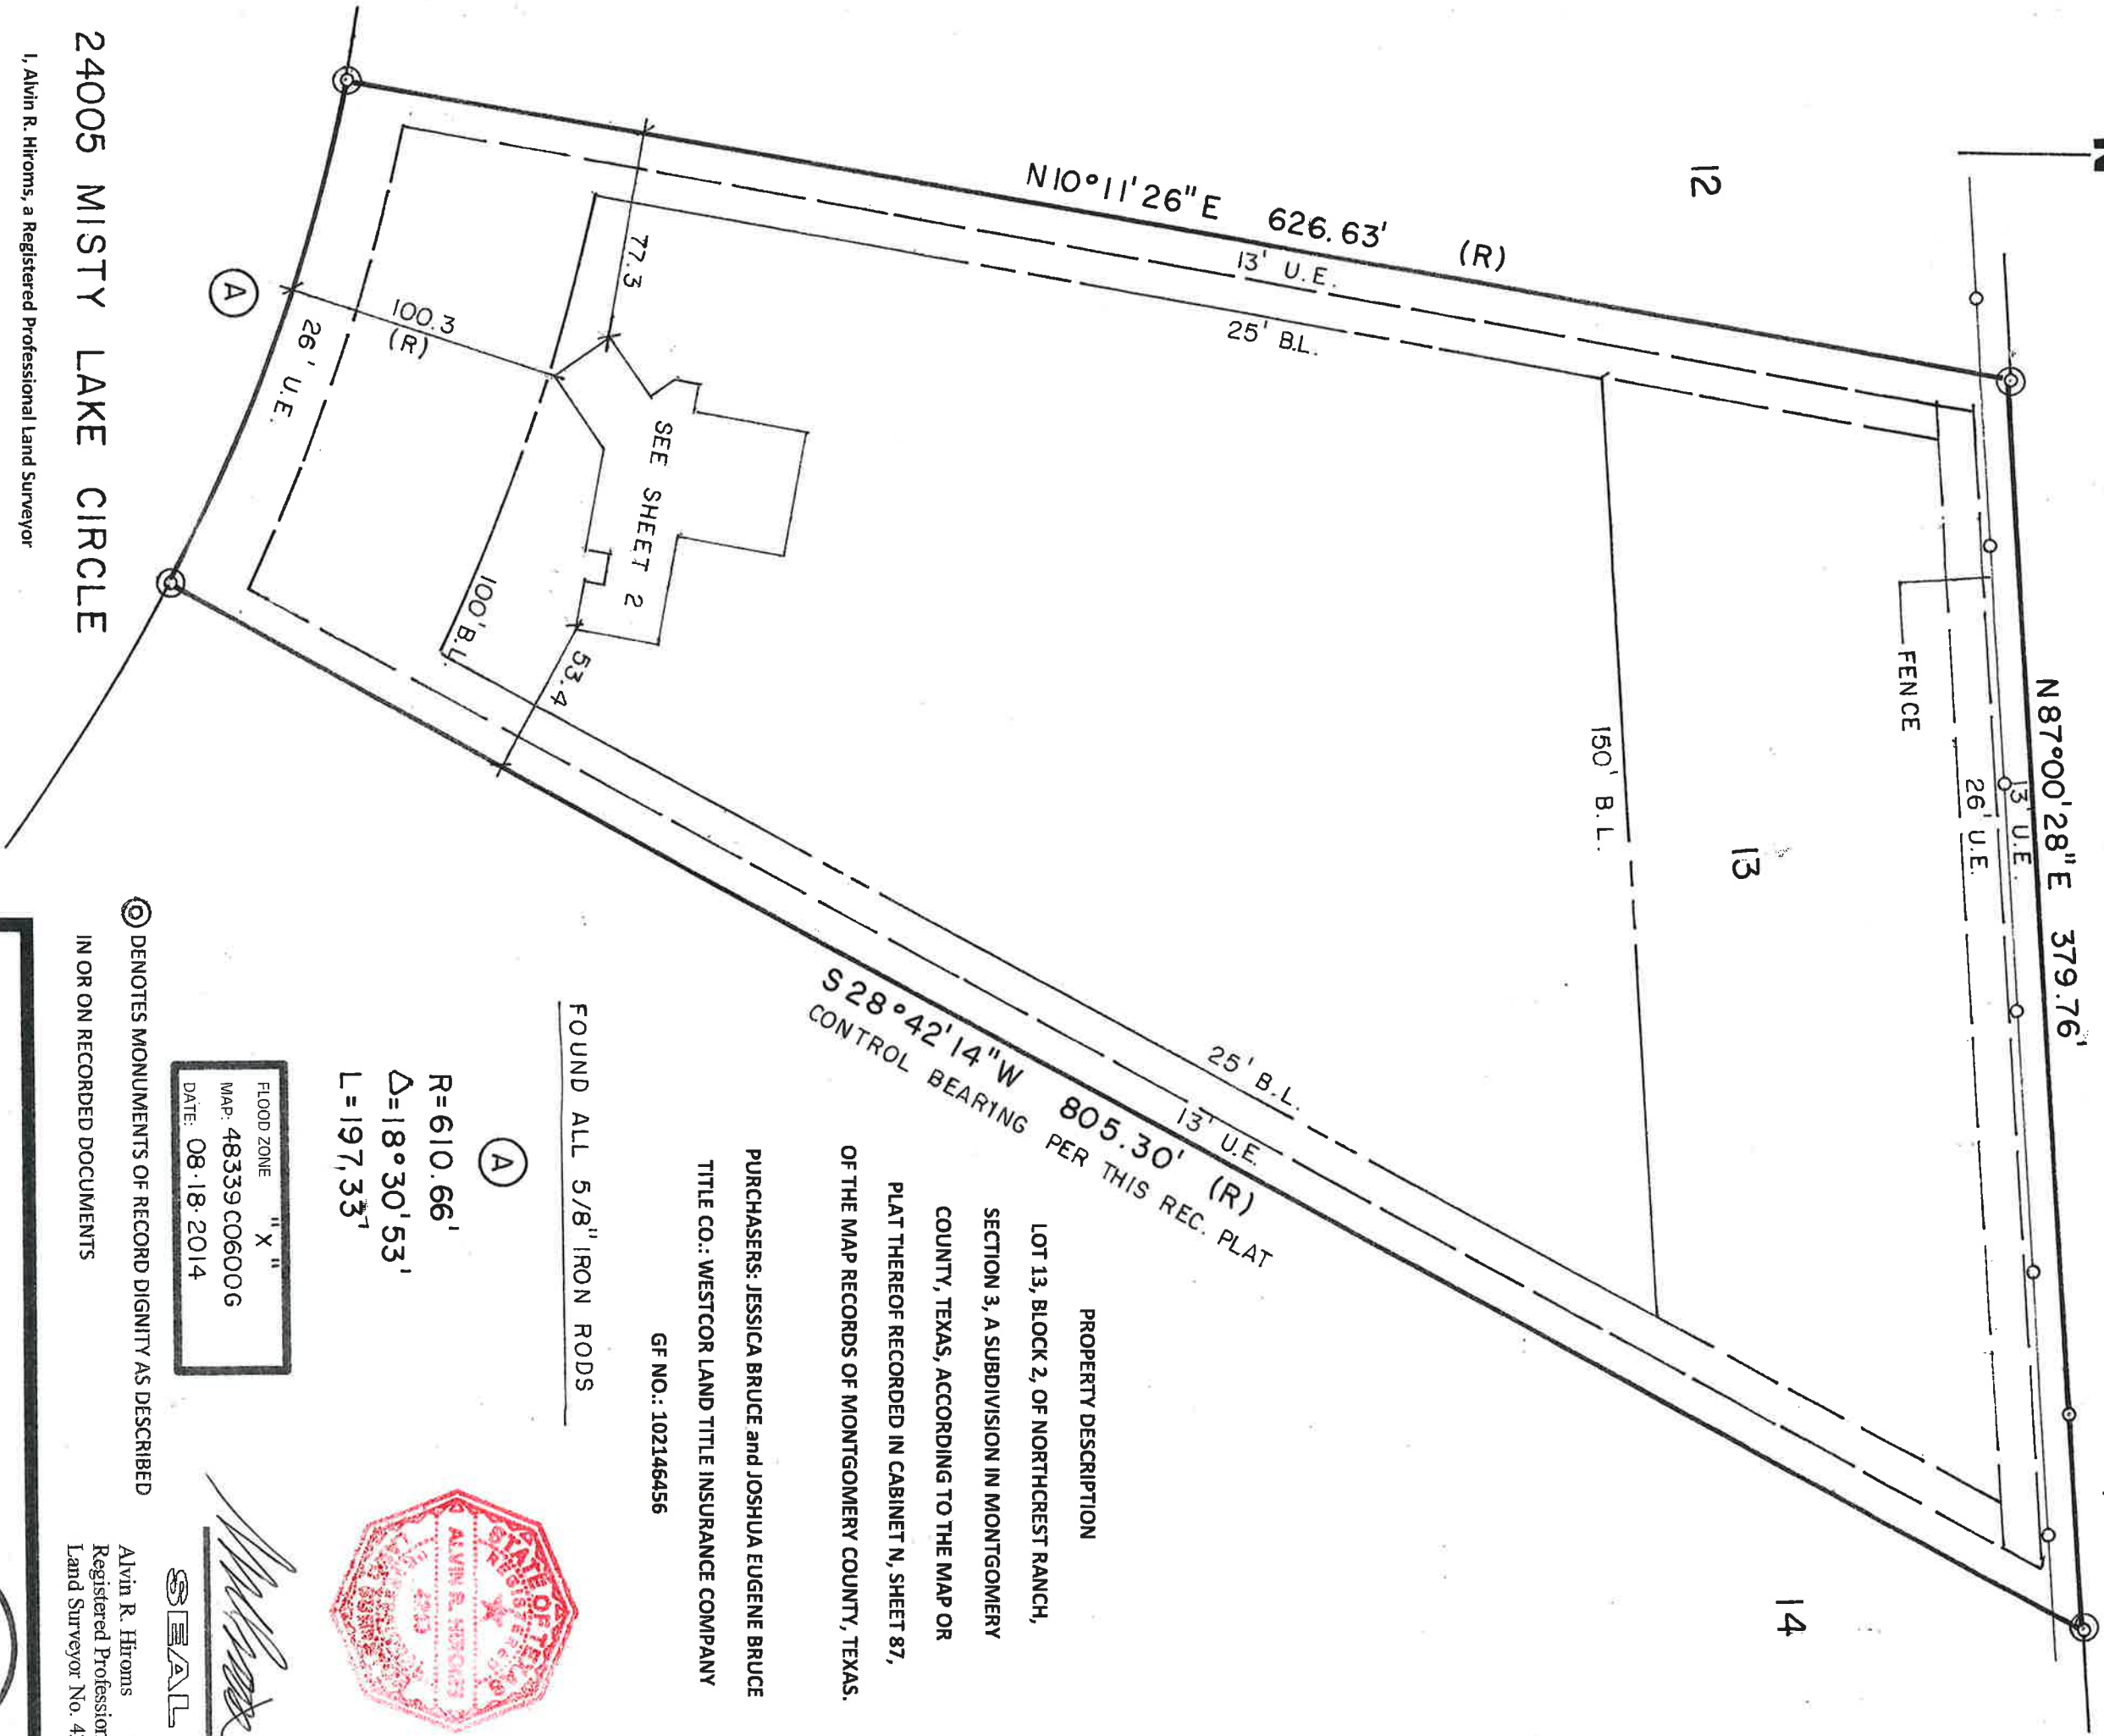 12
13
14
N87°00'28"E 379.76'
13' U.E.
26' U.E.
FENCE
150' B.L.
N10°11'26"E 626.63' (R)
13' U.E.
25' B.L.
S28°42'14"W 805.30' (R)
CONTROL BEARING PER THIS REC. PLAT
25' B.L.
13' U.E.
SEE SHEET 2
77.3
53.4
100' B.L.
100.3
(R)
26' U.E.
A
24005 MISTY LAKE CIRCLE
PROPERTY DESCRIPTION
LOT 13, BLOCK 2, OF NORTHCREST RANCH,
SECTION 3, A SUBDIVISION IN MONTGOMERY
COUNTY, TEXAS, ACCORDING TO THE MAP OR
PLAT THEREOF RECORDED IN CABINET N, SHEET 87,
OF THE MAP RECORDS OF MONTGOMERY COUNTY, TEXAS.
PURCHASERS: JESSICA BRUCE and JOSHUA EUGENE BRUCE
TITLE CO.: WESTCOR LAND TITLE INSURANCE COMPANY
GF NO.: 102146456
FOUND ALL 5/8" IRON RODS
A
R=610.66'
Δ=18°30'53'
L=197,33'
FLOOD ZONE "X"
MAP: 48339C0600G
DATE: 08-18-2014
DENOTES MONUMENTS OF RECORD DIGNITY AS DESCRIBED
IN OR ON RECORDED DOCUMENTS
STATE OF TEXAS
REGISTERED
ALVIN R. HIROMS
SEAL
Alvin R. Hiroms
Registered Profession
Land Surveyor No. 4
I, Alvin R. Hiroms, a Registered Professional Land Surveyor